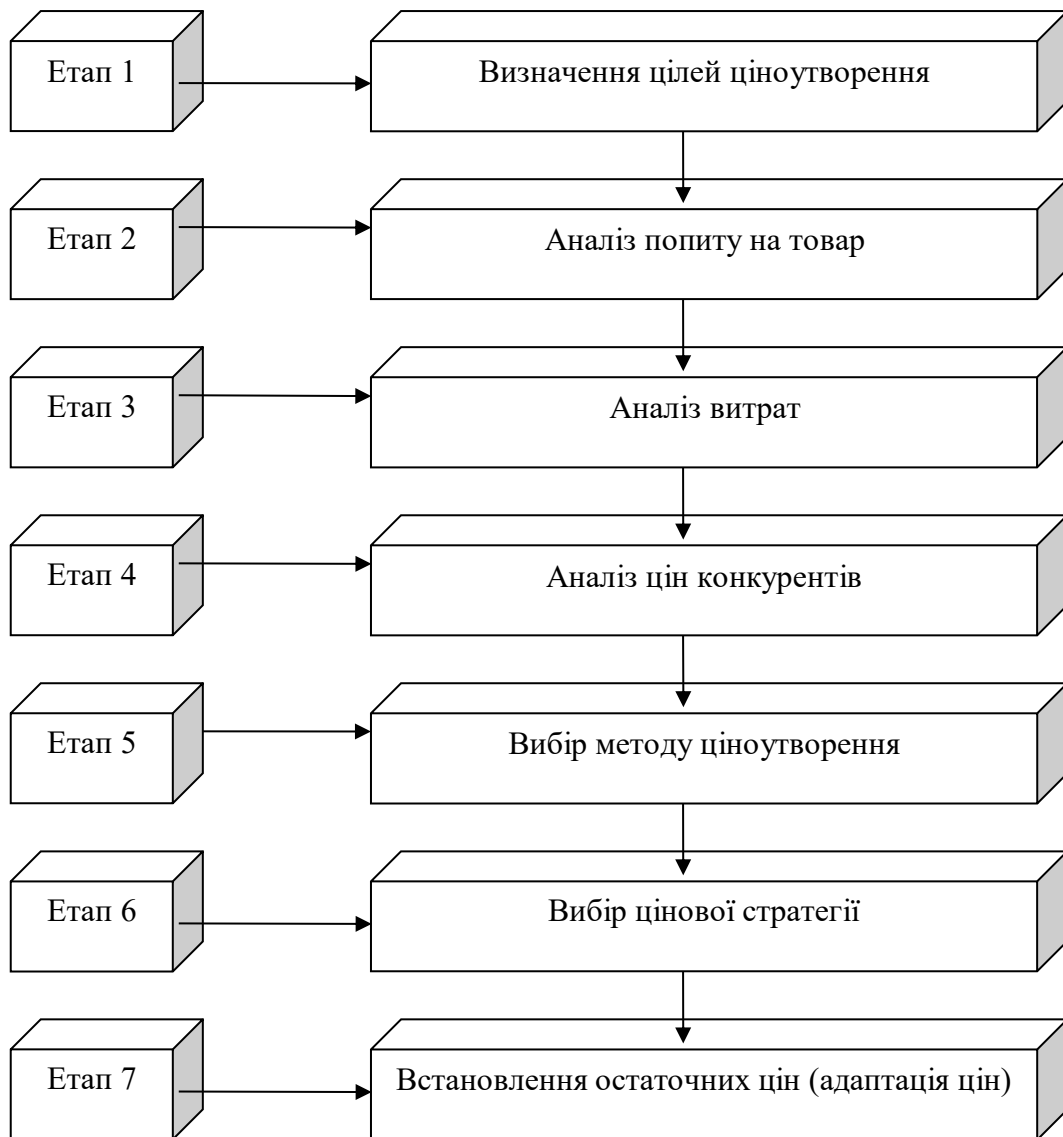 Етап 1
Визначення цілей ціноутворення
Етап 2
Аналіз попиту на товар
Етап 3
Аналіз витрат
Етап 4
Аналіз цін конкурентів
Етап 5
Вибір методу ціноутворення
Етап 6
Вибір цінової стратегії
Етап 7
Встановлення остаточних цін (адаптація цін)